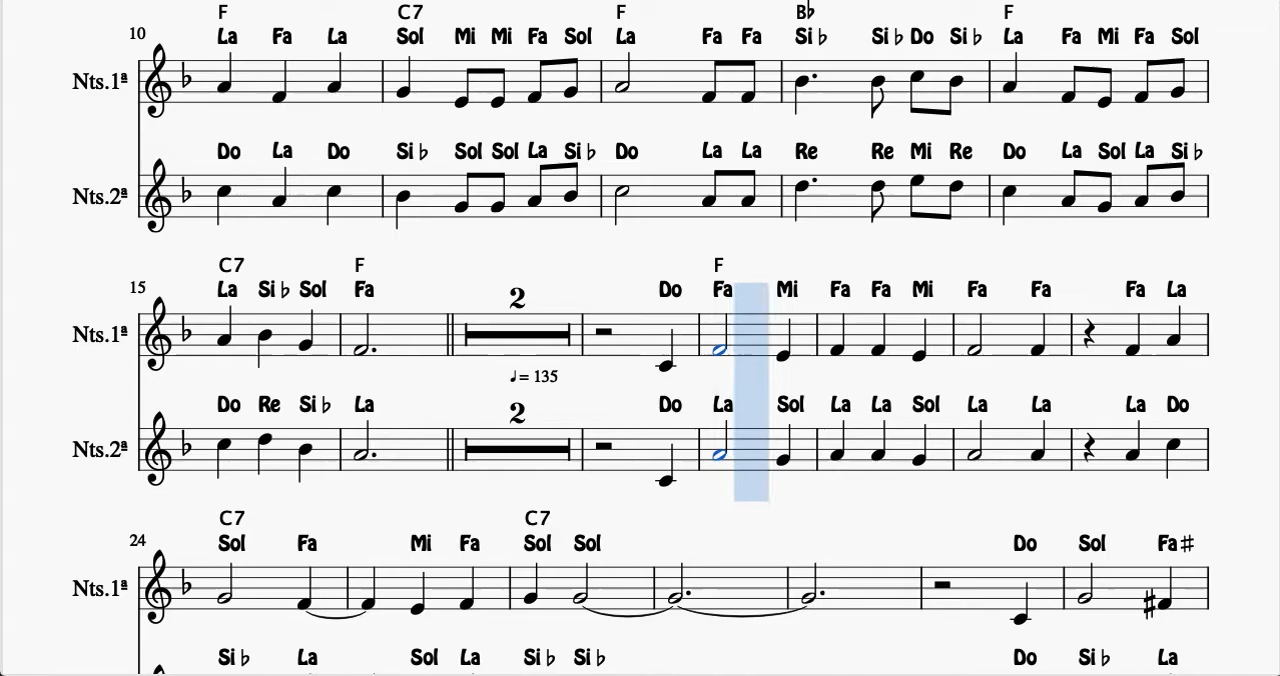 F C7 F B♭ F
10 La Fa La Sol Mi Mi Fa Sol La Fa Fa Si♭ Si♭ Do Si♭ La Fa Mi Fa Sol
Nts.1ª
Do La Do Si♭ Sol Sol La Si♭ Do La La Re Re Mi Re Do La Sol La Si♭
Nts.2ª
C7 F F
15 La Si♭ Sol Fa 2 Do Fa Mi Fa Fa Mi Fa Fa Fa La
Nts.1ª
♩= 135
Do Re Si♭ La 2 Do La Sol La La Sol La La La Do
Nts.2ª
C7 C7
24 Sol Fa Mi Fa Sol Sol Do Sol Fa♯
Nts.1ª
Si♭ La Sol La Si♭ Si♭ Do Si♭ La